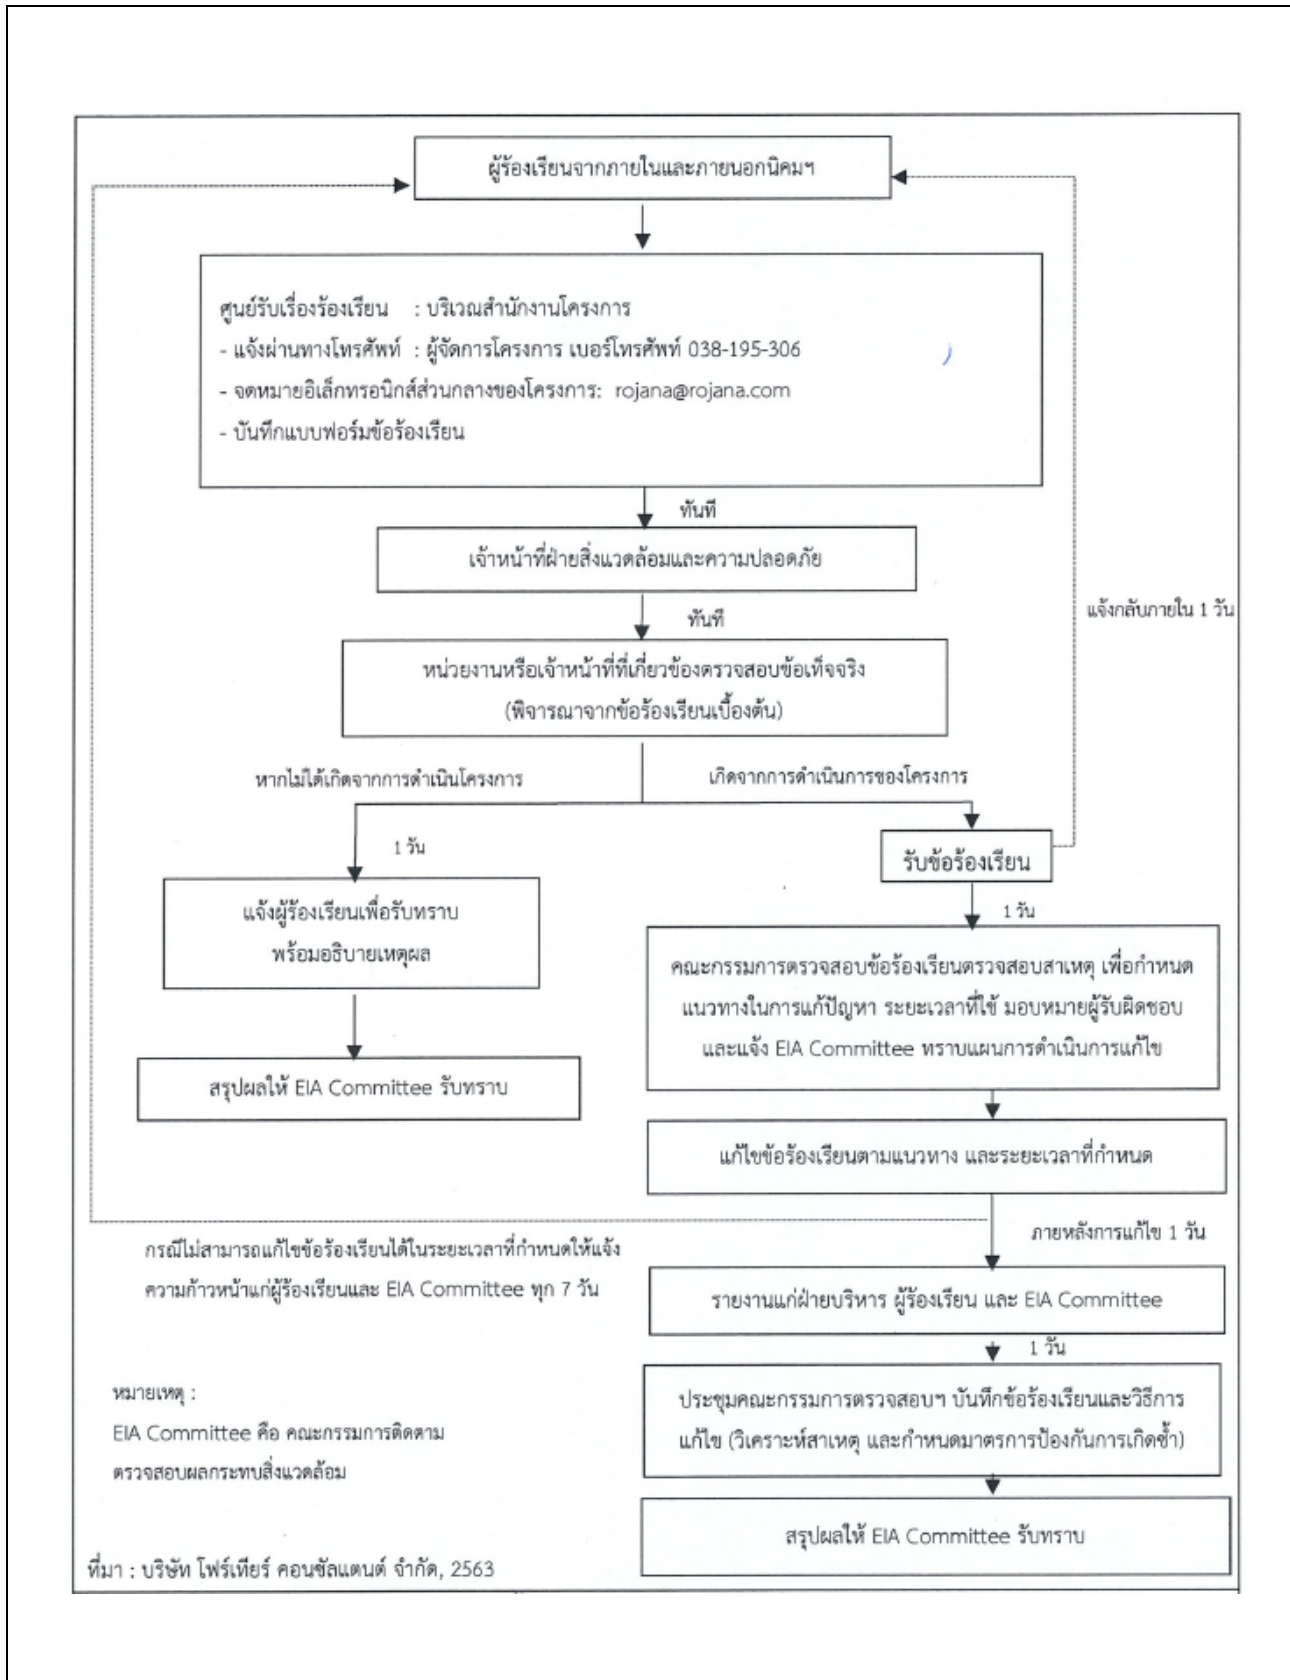 ผู้ร้องเรียนจากภายในและภายนอกนิคมฯ
ศูนย์รับเรื่องร้องเรียน : บริเวณสำนักงานโครงการ
- แจ้งผ่านทางโทรศัพท์ : ผู้จัดการโครงการ เบอร์โทรศัพท์ 038-195-306
- จดหมายอิเล็กทรอนิกส์ส่วนกลางของโครงการ: rojana@rojana.com
- บันทึกแบบฟอร์มข้อร้องเรียน
ทันที
เจ้าหน้าที่ฝ่ายสิ่งแวดล้อมและความปลอดภัย
แจ้งกลับภายใน 1 วัน
ทันที
หน่วยงานหรือเจ้าหน้าที่ที่เกี่ยวข้องตรวจสอบข้อเท็จจริง
(พิจารณาจากข้อร้องเรียนเบื้องต้น)
หากไม่ได้เกิดจากการดำเนินโครงการ
เกิดจากการดำเนินการของโครงการ
1 วัน
รับข้อร้องเรียน
แจ้งผู้ร้องเรียนเพื่อรับทราบ
พร้อมอธิบายเหตุผล
1 วัน
คณะกรรมการตรวจสอบข้อร้องเรียนตรวจสอบสาเหตุ เพื่อกำหนด
แนวทางในการแก้ปัญหา ระยะเวลาที่ใช้ มอบหมายผู้รับผิดชอบ
และแจ้ง EIA Committee ทราบแผนการดำเนินการแก้ไข
สรุปผลให้ EIA Committee รับทราบ
แก้ไขข้อร้องเรียนตามแนวทาง และระยะเวลาที่กำหนด
ภายหลังการแก้ไข 1 วัน
กรณีไม่สามารถแก้ไขข้อร้องเรียนได้ในระยะเวลาที่กำหนดให้แจ้ง
ความก้าวหน้าแก่ผู้ร้องเรียนและ EIA Committee ทุก 7 วัน
รายงานแก่ฝ่ายบริหาร ผู้ร้องเรียน และ EIA Committee
1 วัน
หมายเหตุ :
EIA Committee คือ คณะกรรมการติดตาม
ตรวจสอบผลกระทบสิ่งแวดล้อม
ประชุมคณะกรรมการตรวจสอบฯ บันทึกข้อร้องเรียนและวิธีการ
แก้ไข (วิเคราะห์สาเหตุ และกำหนดมาตรการป้องกันการเกิดซ้ำ)
สรุปผลให้ EIA Committee รับทราบ
ที่มา : บริษัท โฟร์เทียร์ คอนซัลแตนต์ จำกัด, 2563